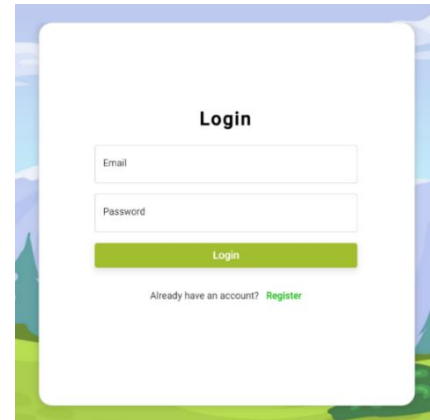 Login
Email
Password
Login
Already have an account? Register